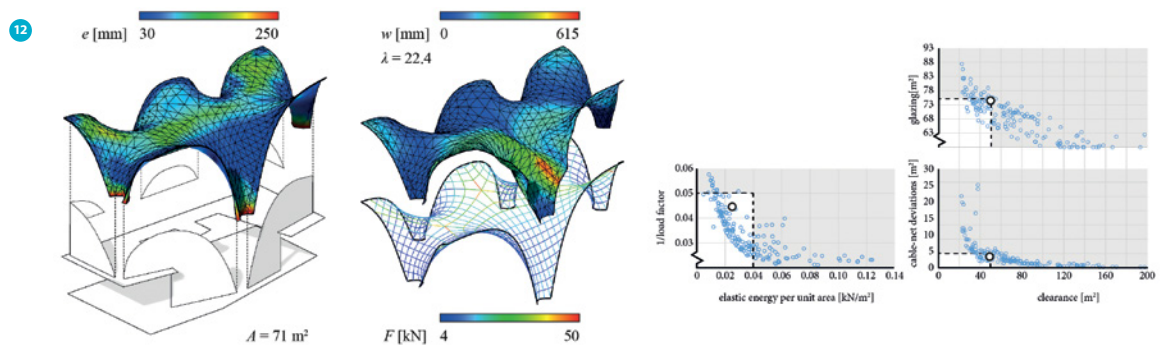 12
e [mm] 30 250
w [mm] 0 615
λ = 22,4
A = 71 m²
F [kN] 4 50
1/load factor
0.06
0.05
0.04
0.03
0 0.02 0.04 0.06 0.08 0.10 0.12 0.14
elastic energy per unit area [kN/m²]
glazing[m²]
93
88
83
78
73
68
63
cable-net deviations [m²]
30
25
20
15
10
5
0
0 40 80 120 160 200
clearance [m²]